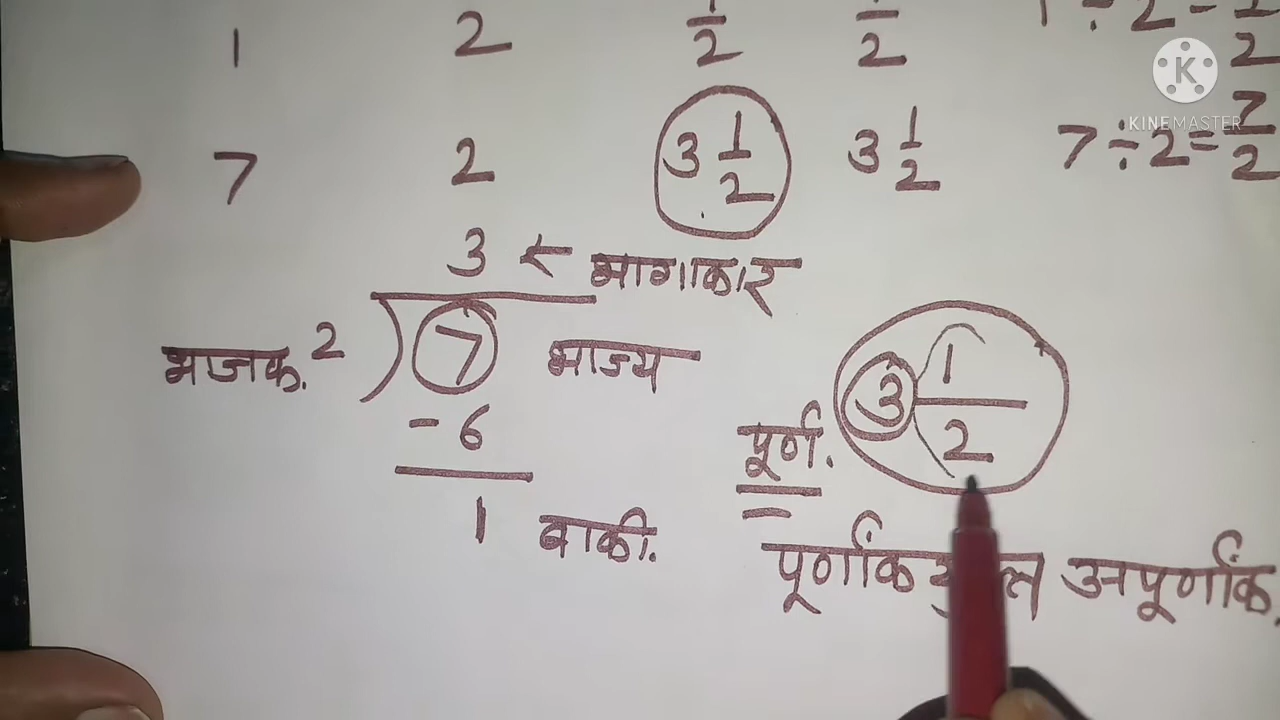 1 2 1/2 1/2 1÷2=1/2
K
KINEMASTER
7 2 3 1/2 3 1/2 7÷2=7/2
3 ← भागाकार
भाजक. 2 ) 7 भाज्य
3 1/2
- 6
पूर्ण.
1 बाकी.
पूर्णांक युक्त अपूर्णांक.